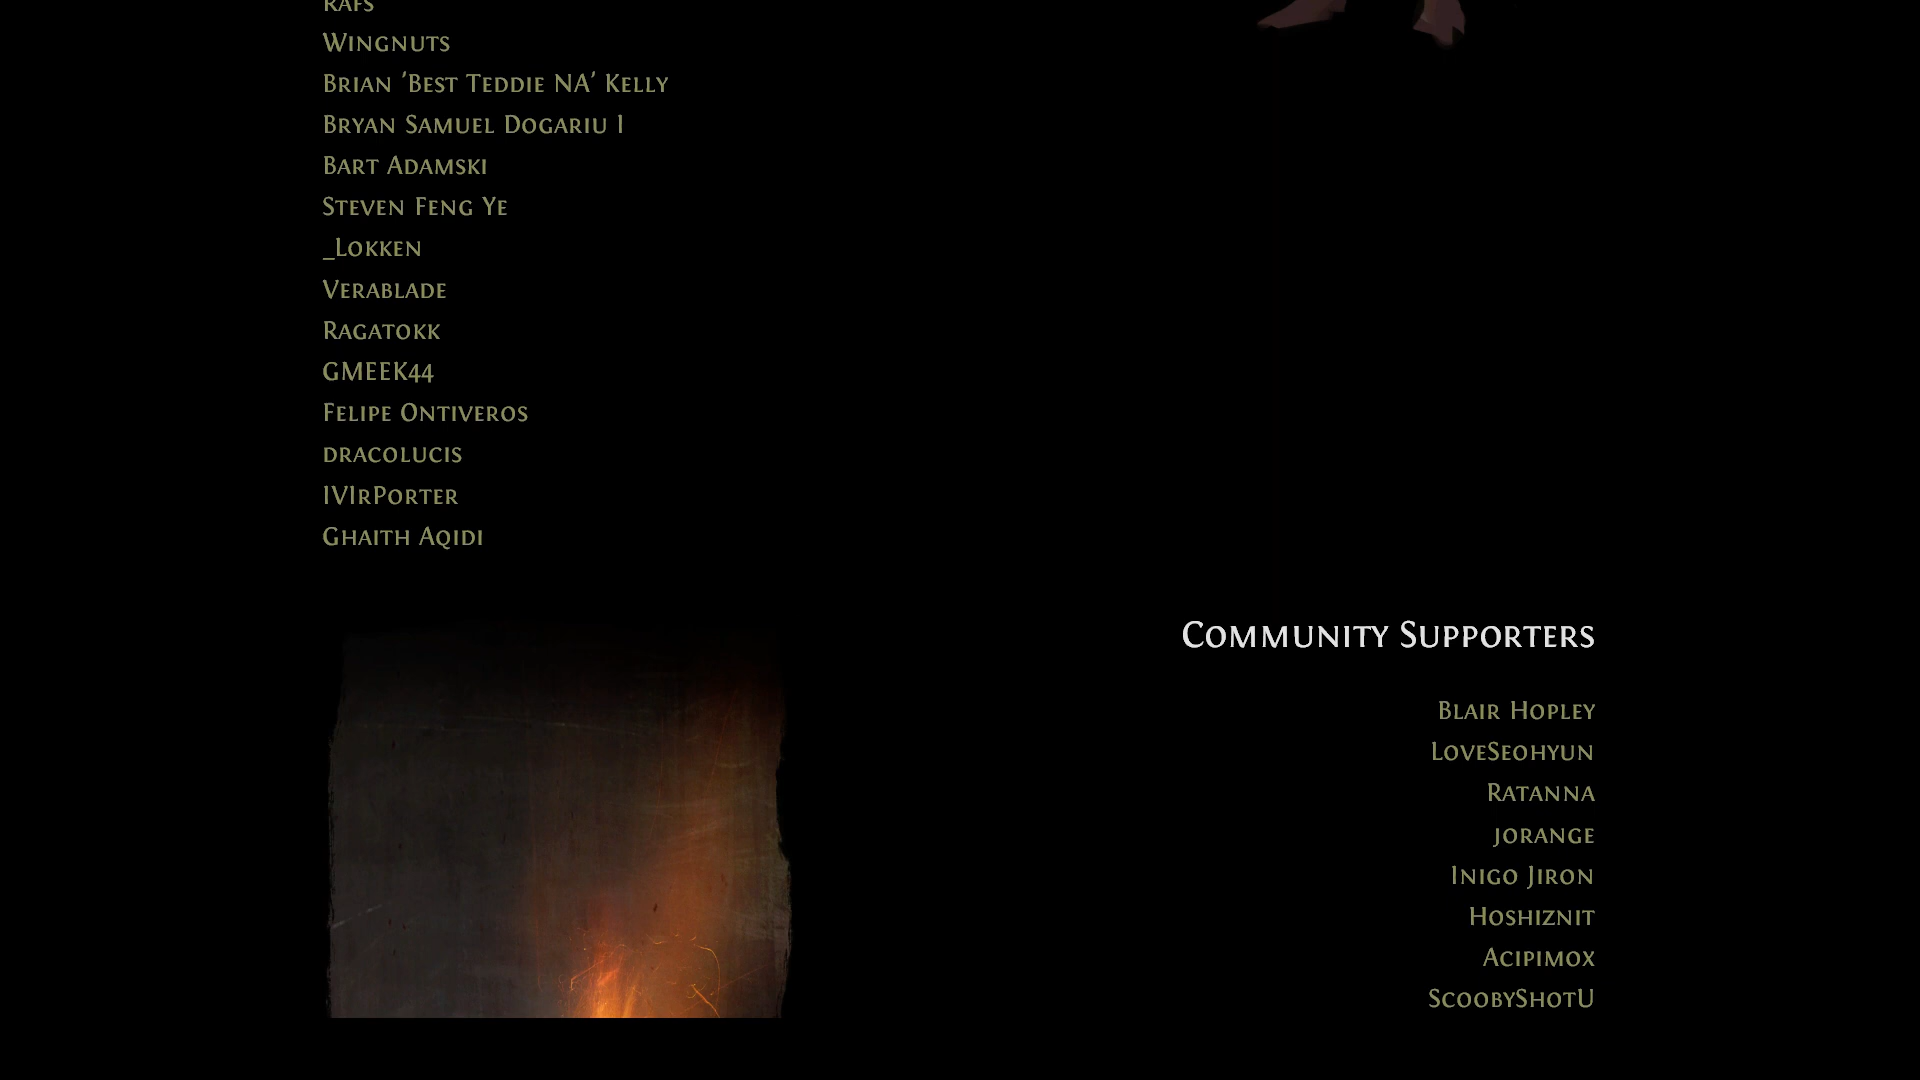 Rafs
Wingnuts
Brian 'Best Teddie NA' Kelly
Bryan Samuel Dogariu I
Bart Adamski
Steven Feng Ye
_Lokken
Verablade
Ragatokk
GMEEK44
Felipe Ontiveros
dracolucis
IVIrPorter
Ghaith Aqidi
Community Supporters
Blair Hopley
LoveSeohyun
Ratanna
jorange
Inigo Jiron
Hoshiznit
Acipimox
ScoobyShotU